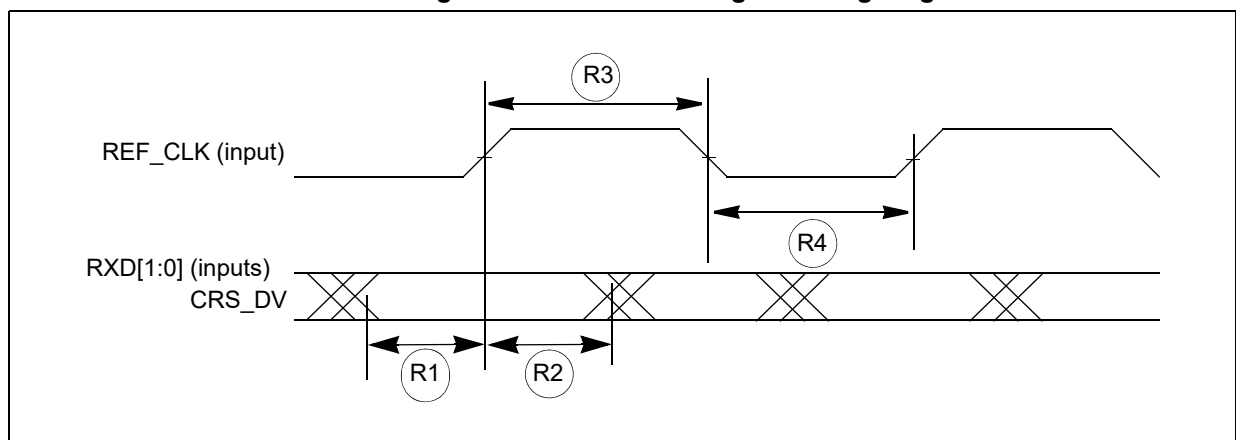 R3
REF_CLK (input)
R4
RXD[1:0] (inputs)
CRS_DV
R1
R2